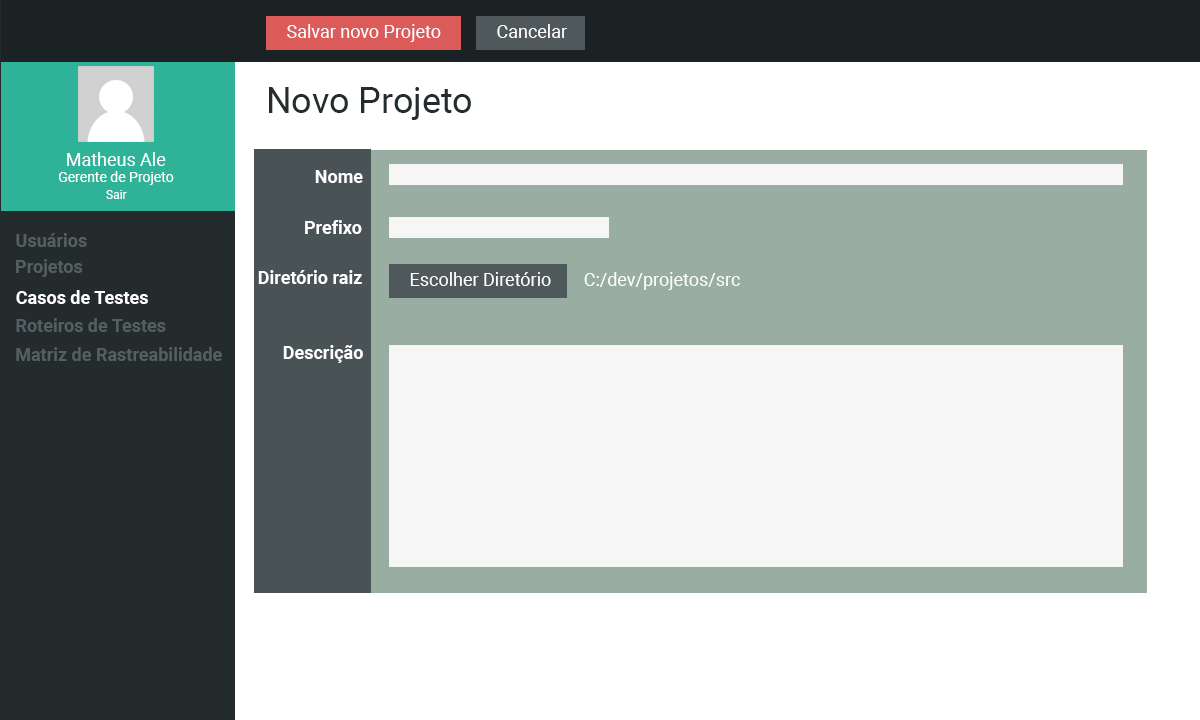 Salvar novo Projeto
Cancelar
Matheus Ale
Gerente de Projeto
Sair
Usuários
Projetos
Casos de Testes
Roteiros de Testes
Matriz de Rastreabilidade
Novo Projeto
Nome
Prefixo
Diretório raiz
Escolher Diretório
C:/dev/projetos/src
Descrição